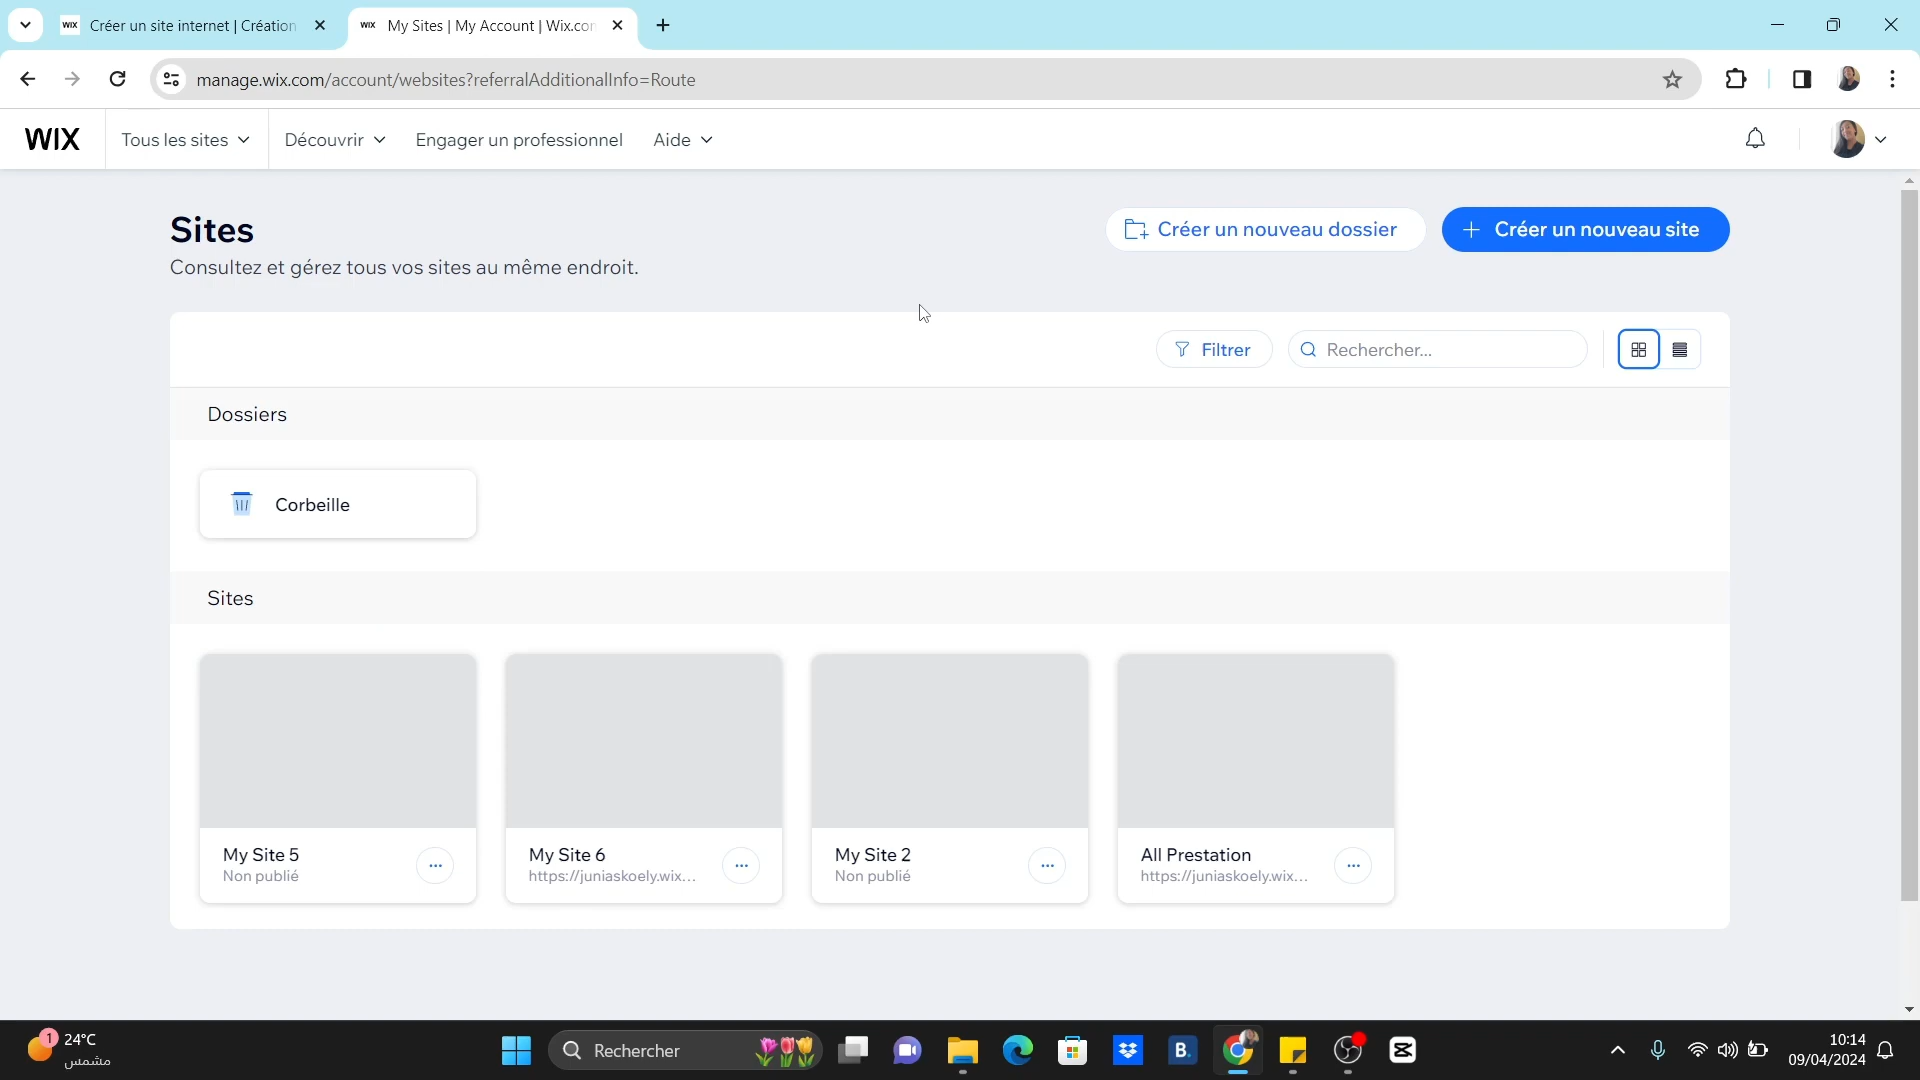 WIX Créer un site internet | Création
WIX My Sites | My Account | Wix.con
manage.wix.com/account/websites?referralAdditionalInfo=Route
WIX Tous les sites Découvrir Engager un professionnel Aide
Sites
Créer un nouveau dossier
Créer un nouveau site
Consultez et gérez tous vos sites au même endroit.
Filtrer
Rechercher...
Dossiers
Corbeille
Sites
My Site 5
Non publié
My Site 6
https://juniaskoely.wix...
My Site 2
Non publié
All Prestation
https://juniaskoely.wix...
1
24°C
مشمس
Rechercher
B.
10:14
09/04/2024